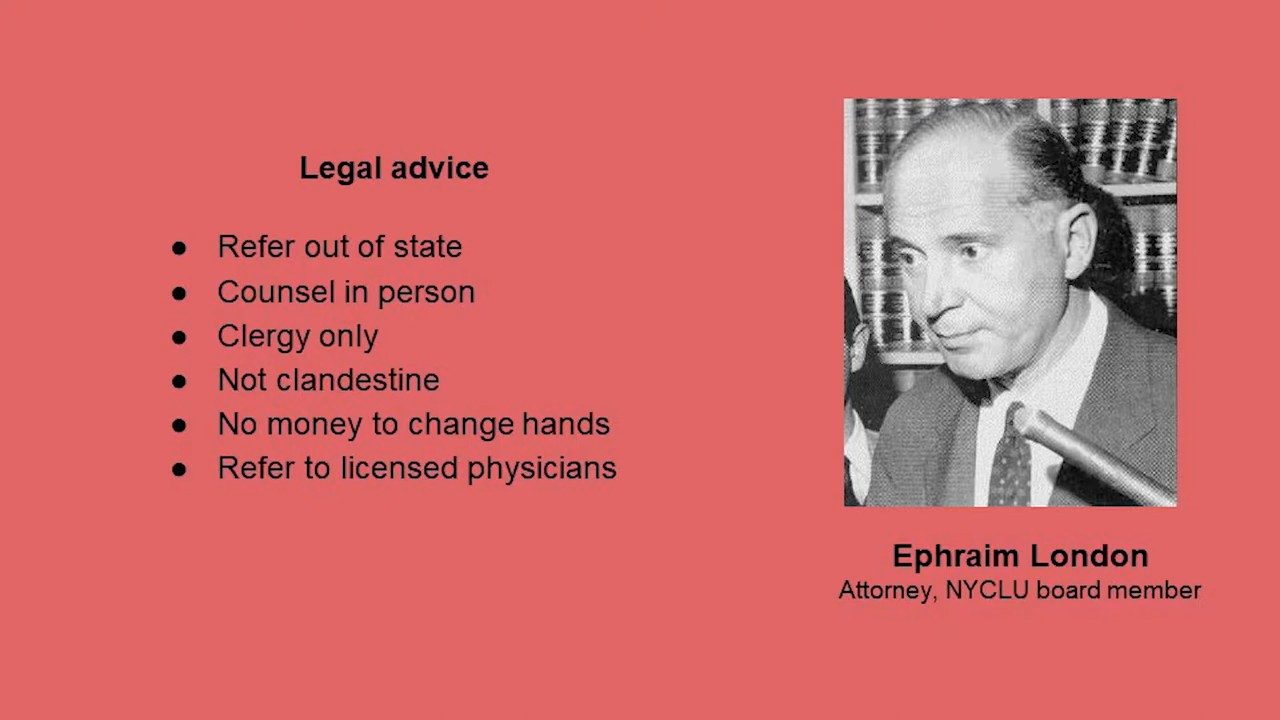 Legal advice
● Refer out of state
● Counsel in person
● Clergy only
● Not clandestine
● No money to change hands
● Refer to licensed physicians
Ephraim London
Attorney, NYCLU board member